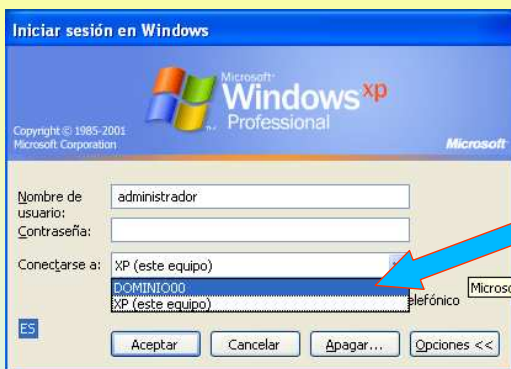 Iniciar sesión en Windows
Microsoft
Windows xp
Professional
Copyright © 1985-2001
Microsoft Corporation
Microsoft
Nombre de usuario:
administrador
Contraseña:
Conectarse a:
XP (este equipo)
DOMINIO00
XP (este equipo)
elefónico
Microso
ES
Aceptar
Cancelar
Apagar...
Opciones <<